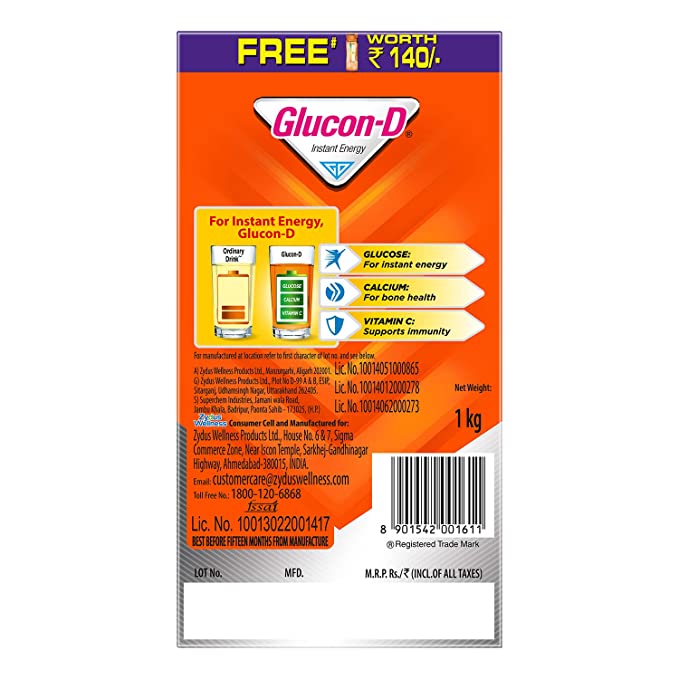 FREE# WORTH ₹ 140/-
Glucon-D®
Instant Energy
For Instant Energy,
Glucon-D
Ordinary
Drink
Glucon-D
GLUCOSE
CALCIUM
VITAMIN C
GLUCOSE:
For instant energy
CALCIUM:
For bone health
VITAMIN C:
Supports immunity
For manufactured at location refer to first character of lot no. and see below.
A) Zydus Wellness Products Ltd., Manzurgarhi, Aligarh 202001. Lic. No.10014051000865
G) Zydus Wellness Products Ltd., Plot No D-99 A & B, ESIP,
Sitarganj, Udhamsingh Nagar, Uttarakhand 262405. Lic. No.10014012000278
S) Superchem Industries, Jamani wala Road,
Jambu Khala, Badripur, Paonta Sahib - 173025, (H.P.) Lic. No.10014062000273
Net Weight:
1 kg
Zydus
Wellness Consumer Cell and Manufactured for:
Zydus Wellness Products Ltd., House No. 6 & 7, Sigma
Commerce Zone, Near Iscon Temple, Sarkhej-Gandhinagar
Highway, Ahmedabad-380015, INDIA.
Email: customercare@zyduswellness.com
Toll Free No.: 1800-120-6868
fssai
Lic. No. 10013022001417
BEST BEFORE FIFTEEN MONTHS FROM MANUFACTURE
8 901542 001611
® Registered Trade Mark
LOT No. MFD. M.R.P. Rs./₹ (INCL.OF ALL TAXES)